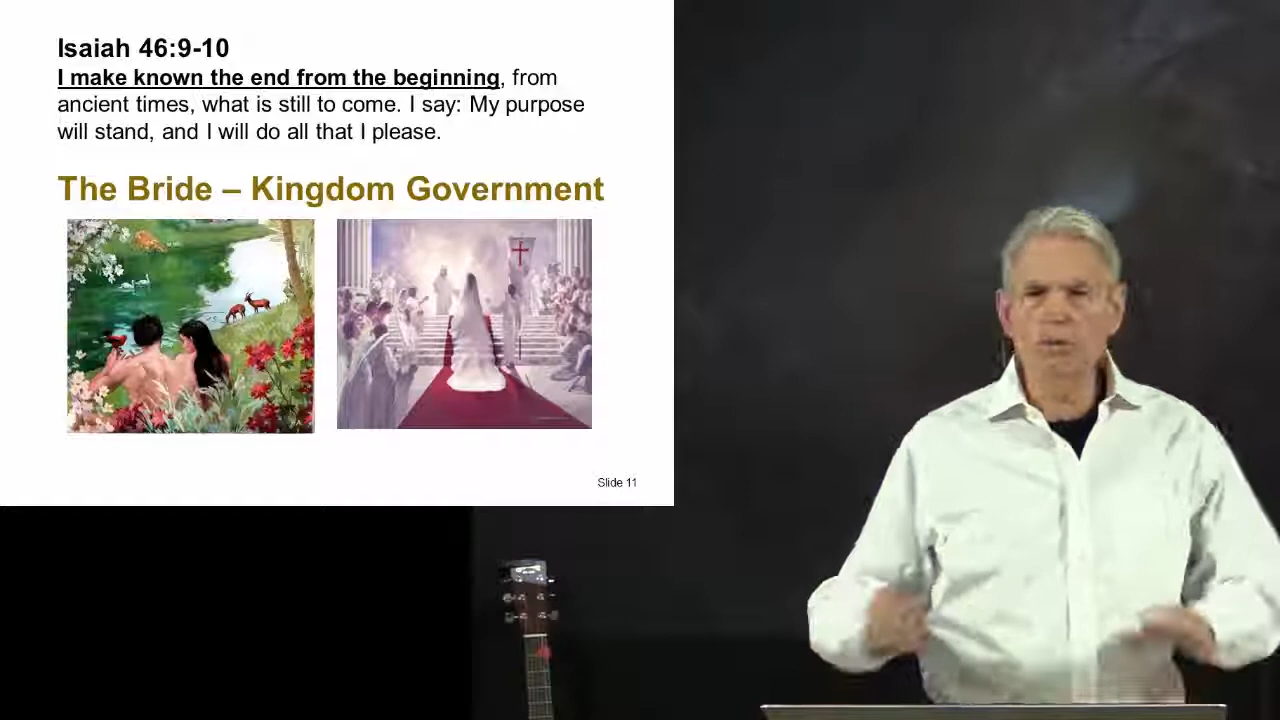 Isaiah 46:9-10
I make known the end from the beginning, from
ancient times, what is still to come. I say: My purpose
will stand, and I will do all that I please.
The Bride – Kingdom Government
Slide 11